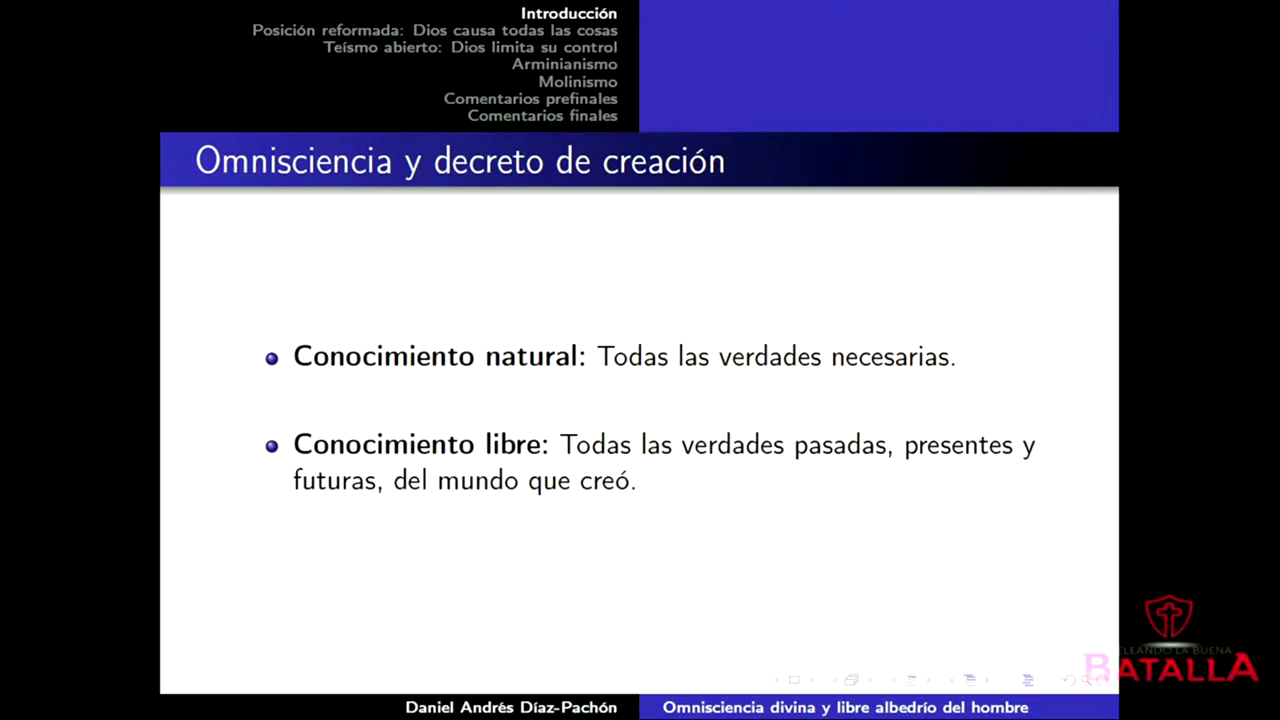 Introducción
Posición reformada: Dios causa todas las cosas
Teísmo abierto: Dios limita su control
Arminianismo
Molinismo
Comentarios prefinales
Comentarios finales
Omnisciencia y decreto de creación
Conocimiento natural: Todas las verdades necesarias.
Conocimiento libre: Todas las verdades pasadas, presentes y
futuras, del mundo que creó.
LA BUENA
BATALLA
Daniel Andrés Díaz-Pachón
Omnisciencia divina y libre albedrío del hombre